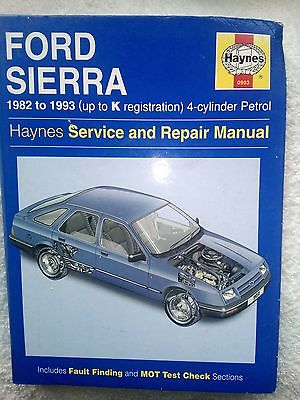 FORD
SIERRA
Haynes
0903
1982 to 1993 (up to K registration) 4-cylinder Petrol
Haynes Service and Repair Manual
Includes Fault Finding and MOT Test Check Sections